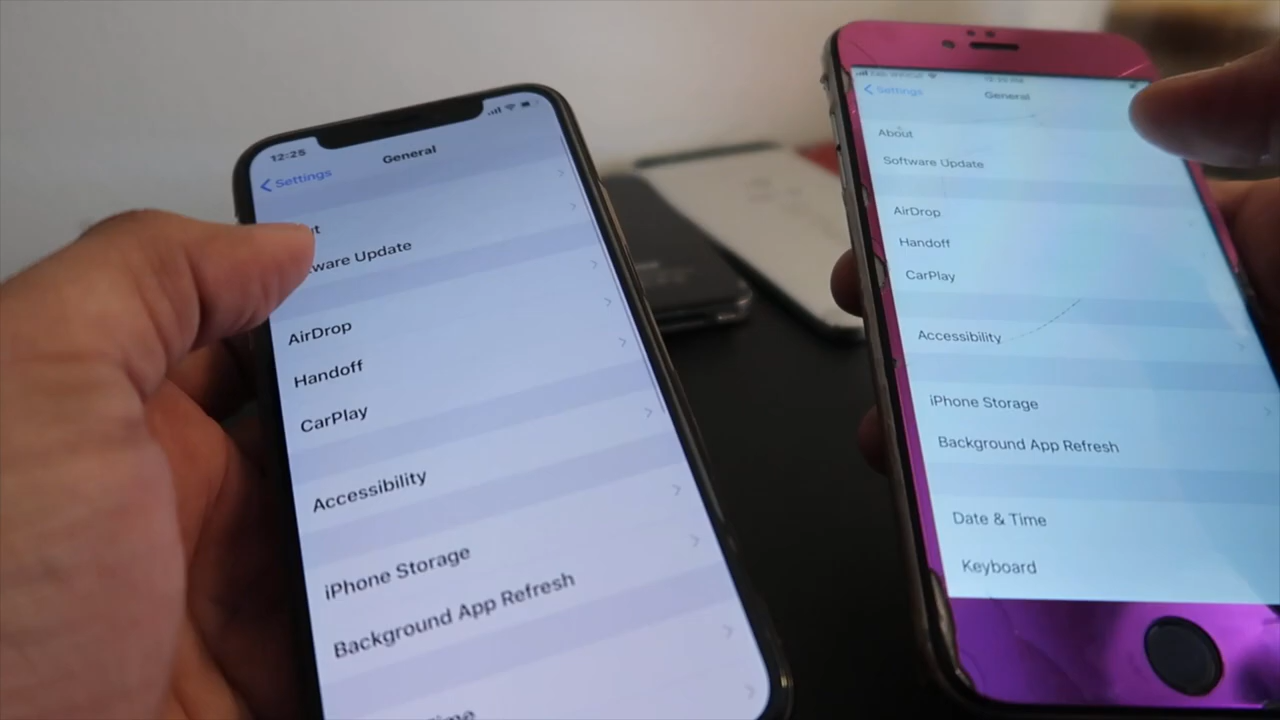 12:25
General
Settings
ware Update
AirDrop
Handoff
CarPlay
Accessibility
iPhone Storage
Background App Refresh
Settings
General
About
Software Update
AirDrop
Handoff
CarPlay
Accessibility
iPhone Storage
Background App Refresh
Date & Time
Keyboard